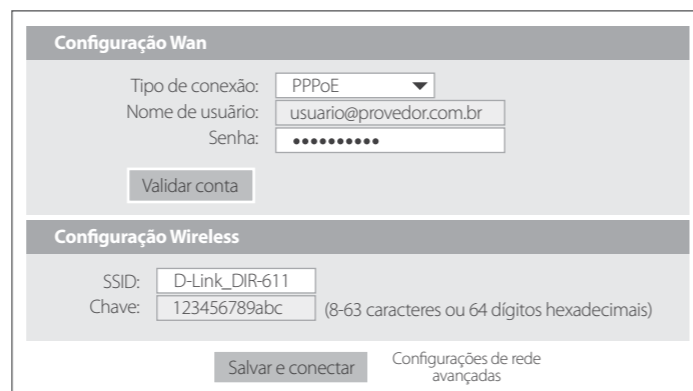 Configuração Wan
Tipo de conexão: PPPoE
Nome de usuário: usuario@provedor.com.br
Senha: ••••••••••
Validar conta
Configuração Wireless
SSID: D-Link_DIR-611
Chave: 123456789abc (8-63 caracteres ou 64 dígitos hexadecimais)
Salvar e conectar Configurações de rede
avançadas